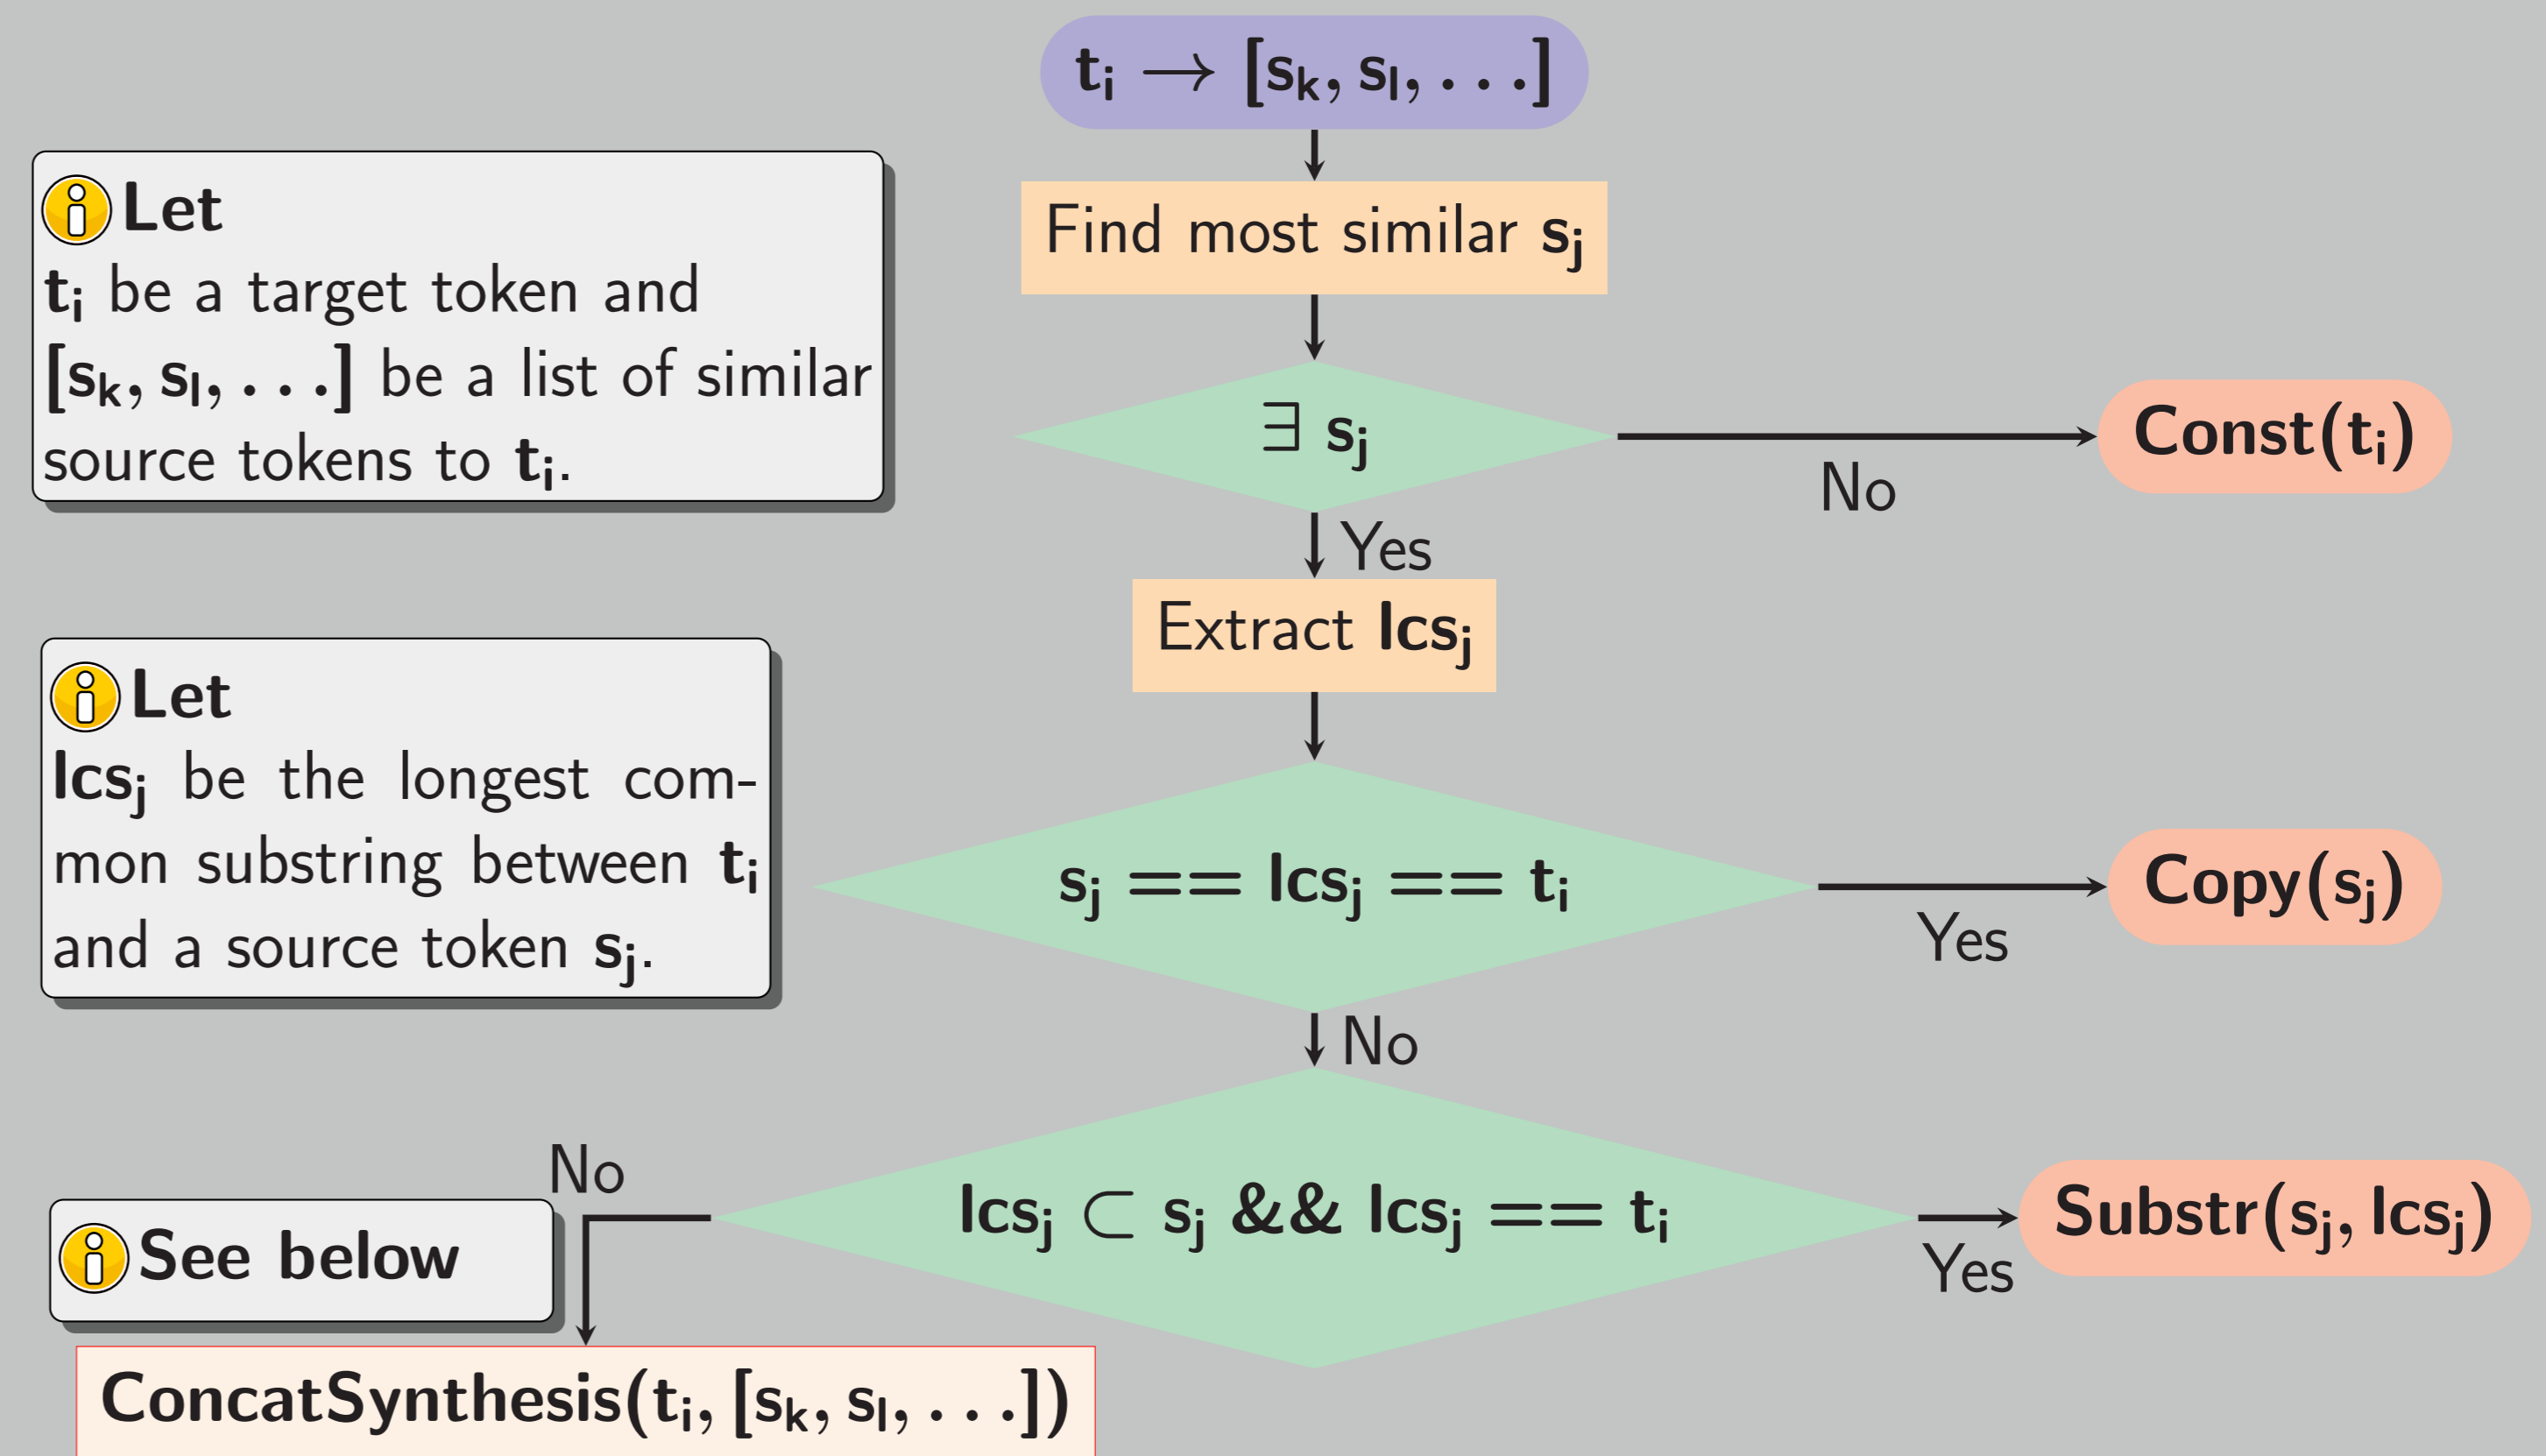 tᵢ → [sₖ, sₗ, . . .]
Let
tᵢ be a target token and
[sₖ, sₗ, . . .] be a list of similar
source tokens to tᵢ.
Find most similar sⱼ
∃ sⱼ
No
Const(tᵢ)
Yes
Extract lcsⱼ
Let
lcsⱼ be the longest com-
mon substring between tᵢ
and a source token sⱼ.
sⱼ == lcsⱼ == tᵢ
Yes
Copy(sⱼ)
No
lcsⱼ ⊂ sⱼ && lcsⱼ == tᵢ
Yes
Substr(sⱼ, lcsⱼ)
No
See below
ConcatSynthesis(tᵢ, [sₖ, sₗ, . . .])